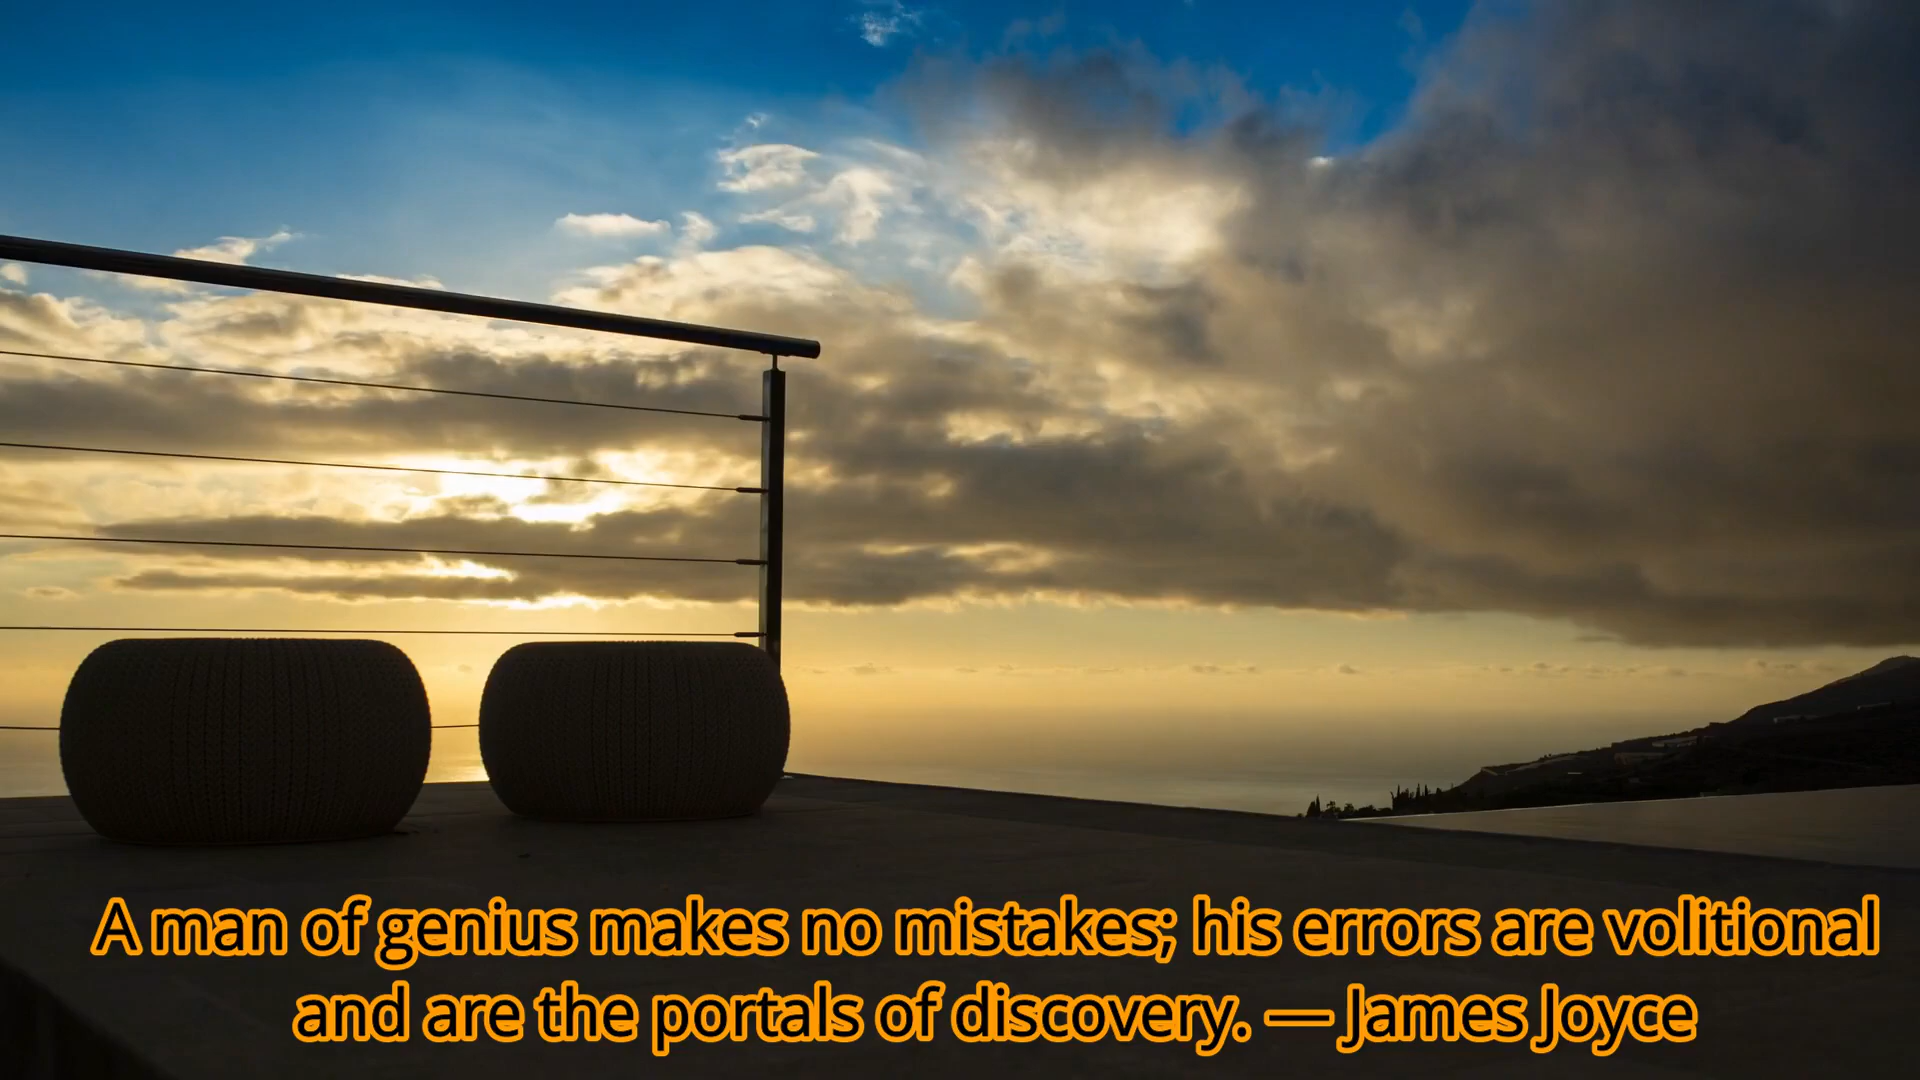 A man of genius makes no mistakes; his errors are volitional
and are the portals of discovery. — James Joyce